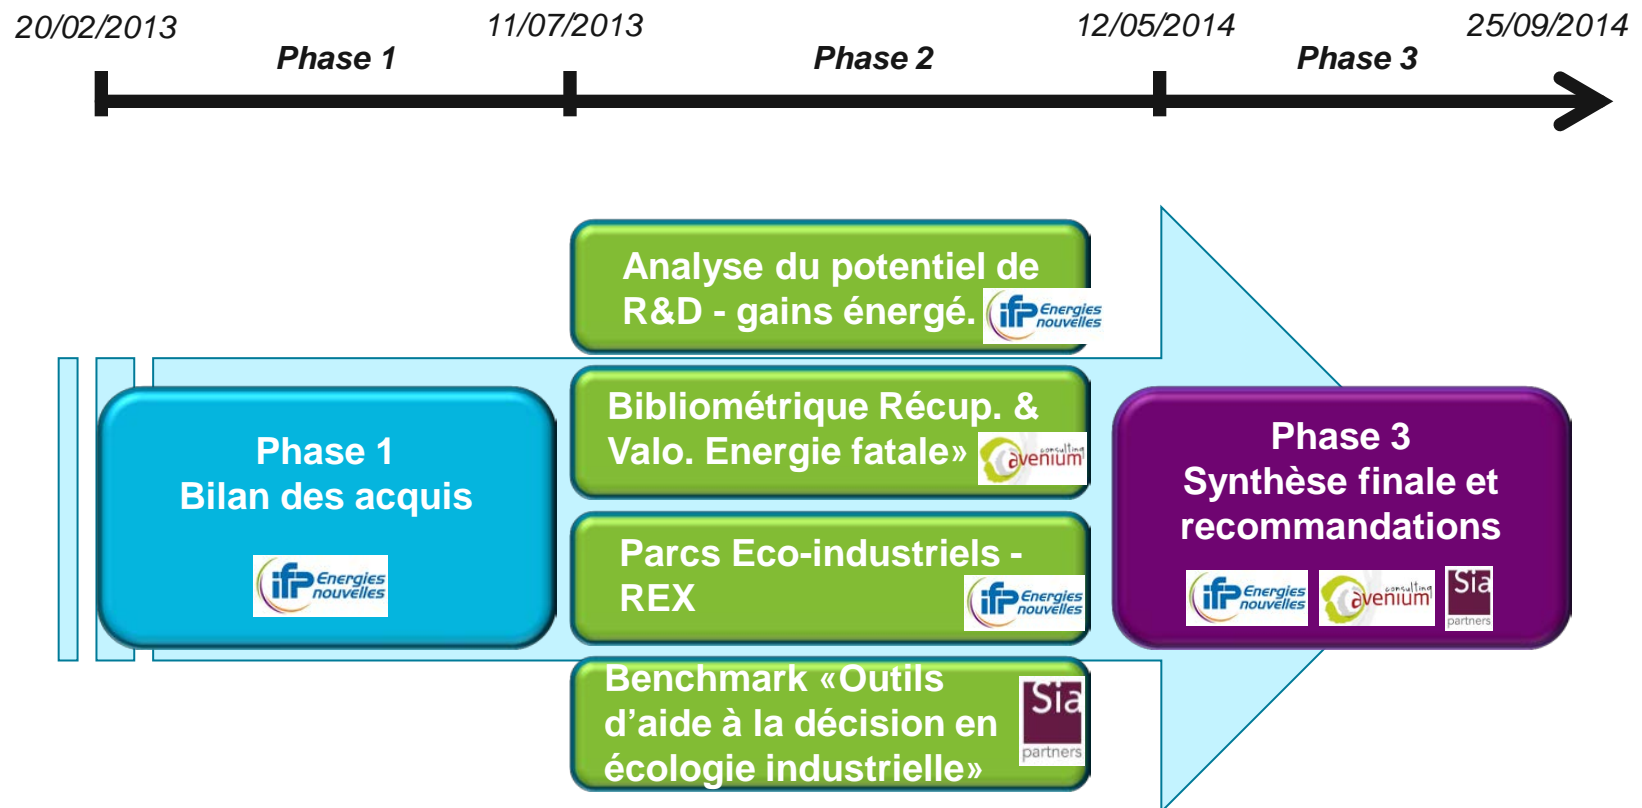 20/02/2013
11/07/2013
12/05/2014
25/09/2014
Phase 1
Phase 2
Phase 3
Analyse du potentiel de
R&D - gains énergé.
ifp Energies
nouvelles
Bibliométrique Récup. &
Valo. Energie fatale»
avenium consulting
Phase 1
Bilan des acquis
ifp Energies
nouvelles
Parcs Eco-industriels -
REX
ifp Energies
nouvelles
Benchmark «Outils
d’aide à la décision en
écologie industrielle»
Sia
partners
Phase 3
Synthèse finale et
recommandations
ifp Energies
nouvelles
avenium consulting
Sia
partners